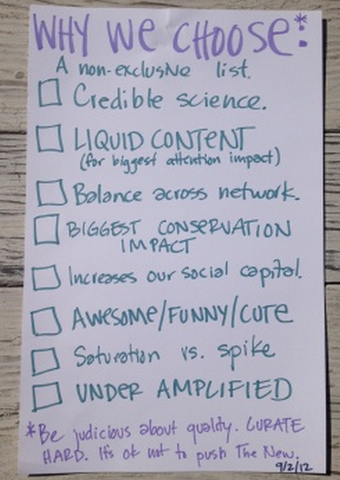 WHY WE CHOOSE*:
A non-exclusive list.
Credible science.
LIQUID CONTENT
(for biggest attention impact)
Balance across network.
BIGGEST CONSERVATION
IMPACT
Increases our social capital.
AWESOME/FUNNY/CUTE
Saturation vs. spike
UNDER AMPLIFIED
*Be judicious about quality. CURATE
HARD. It's ok not to push The New.
9/2/12